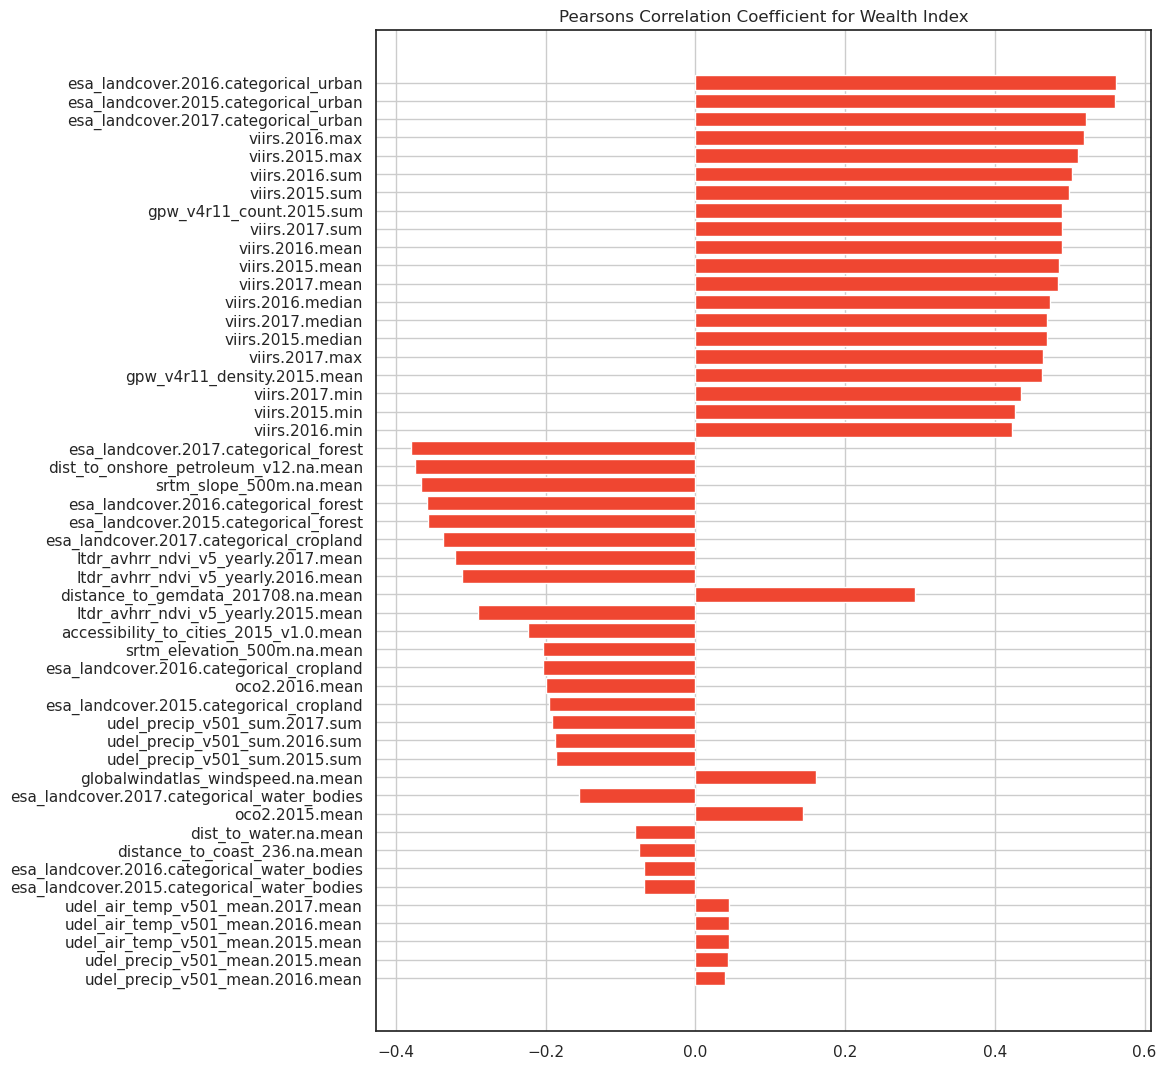 Pearsons Correlation Coefficient for Wealth Index
esa_landcover.2016.categorical_urban
esa_landcover.2015.categorical_urban
esa_landcover.2017.categorical_urban
viirs.2016.max
viirs.2015.max
viirs.2016.sum
viirs.2015.sum
gpw_v4r11_count.2015.sum
viirs.2017.sum
viirs.2016.mean
viirs.2015.mean
viirs.2017.mean
viirs.2016.median
viirs.2017.median
viirs.2015.median
viirs.2017.max
gpw_v4r11_density.2015.mean
viirs.2017.min
viirs.2015.min
viirs.2016.min
esa_landcover.2017.categorical_forest
dist_to_onshore_petroleum_v12.na.mean
srtm_slope_500m.na.mean
esa_landcover.2016.categorical_forest
esa_landcover.2015.categorical_forest
esa_landcover.2017.categorical_cropland
ltdr_avhrr_ndvi_v5_yearly.2017.mean
ltdr_avhrr_ndvi_v5_yearly.2016.mean
distance_to_gemdata_201708.na.mean
ltdr_avhrr_ndvi_v5_yearly.2015.mean
accessibility_to_cities_2015_v1.0.mean
srtm_elevation_500m.na.mean
esa_landcover.2016.categorical_cropland
oco2.2016.mean
esa_landcover.2015.categorical_cropland
udel_precip_v501_sum.2017.sum
udel_precip_v501_sum.2016.sum
udel_precip_v501_sum.2015.sum
globalwindatlas_windspeed.na.mean
esa_landcover.2017.categorical_water_bodies
oco2.2015.mean
dist_to_water.na.mean
distance_to_coast_236.na.mean
esa_landcover.2016.categorical_water_bodies
esa_landcover.2015.categorical_water_bodies
udel_air_temp_v501_mean.2017.mean
udel_air_temp_v501_mean.2016.mean
udel_air_temp_v501_mean.2015.mean
udel_precip_v501_mean.2015.mean
udel_precip_v501_mean.2016.mean
−0.4 −0.2 0.0 0.2 0.4 0.6